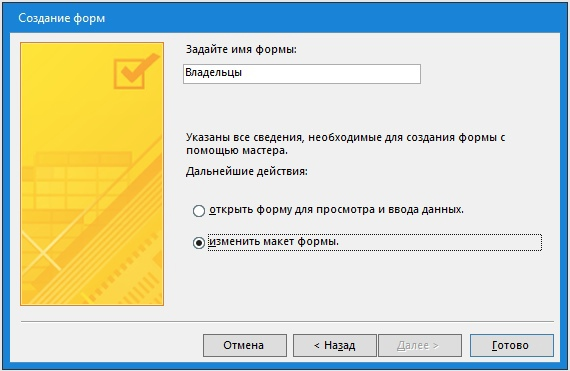 Создание форм
Задайте имя формы:
Владельцы
Указаны все сведения, необходимые для создания формы с
помощью мастера.
Дальнейшие действия:
открыть форму для просмотра и ввода данных.
изменить макет формы.
Отмена
< Назад
Далее >
Готово